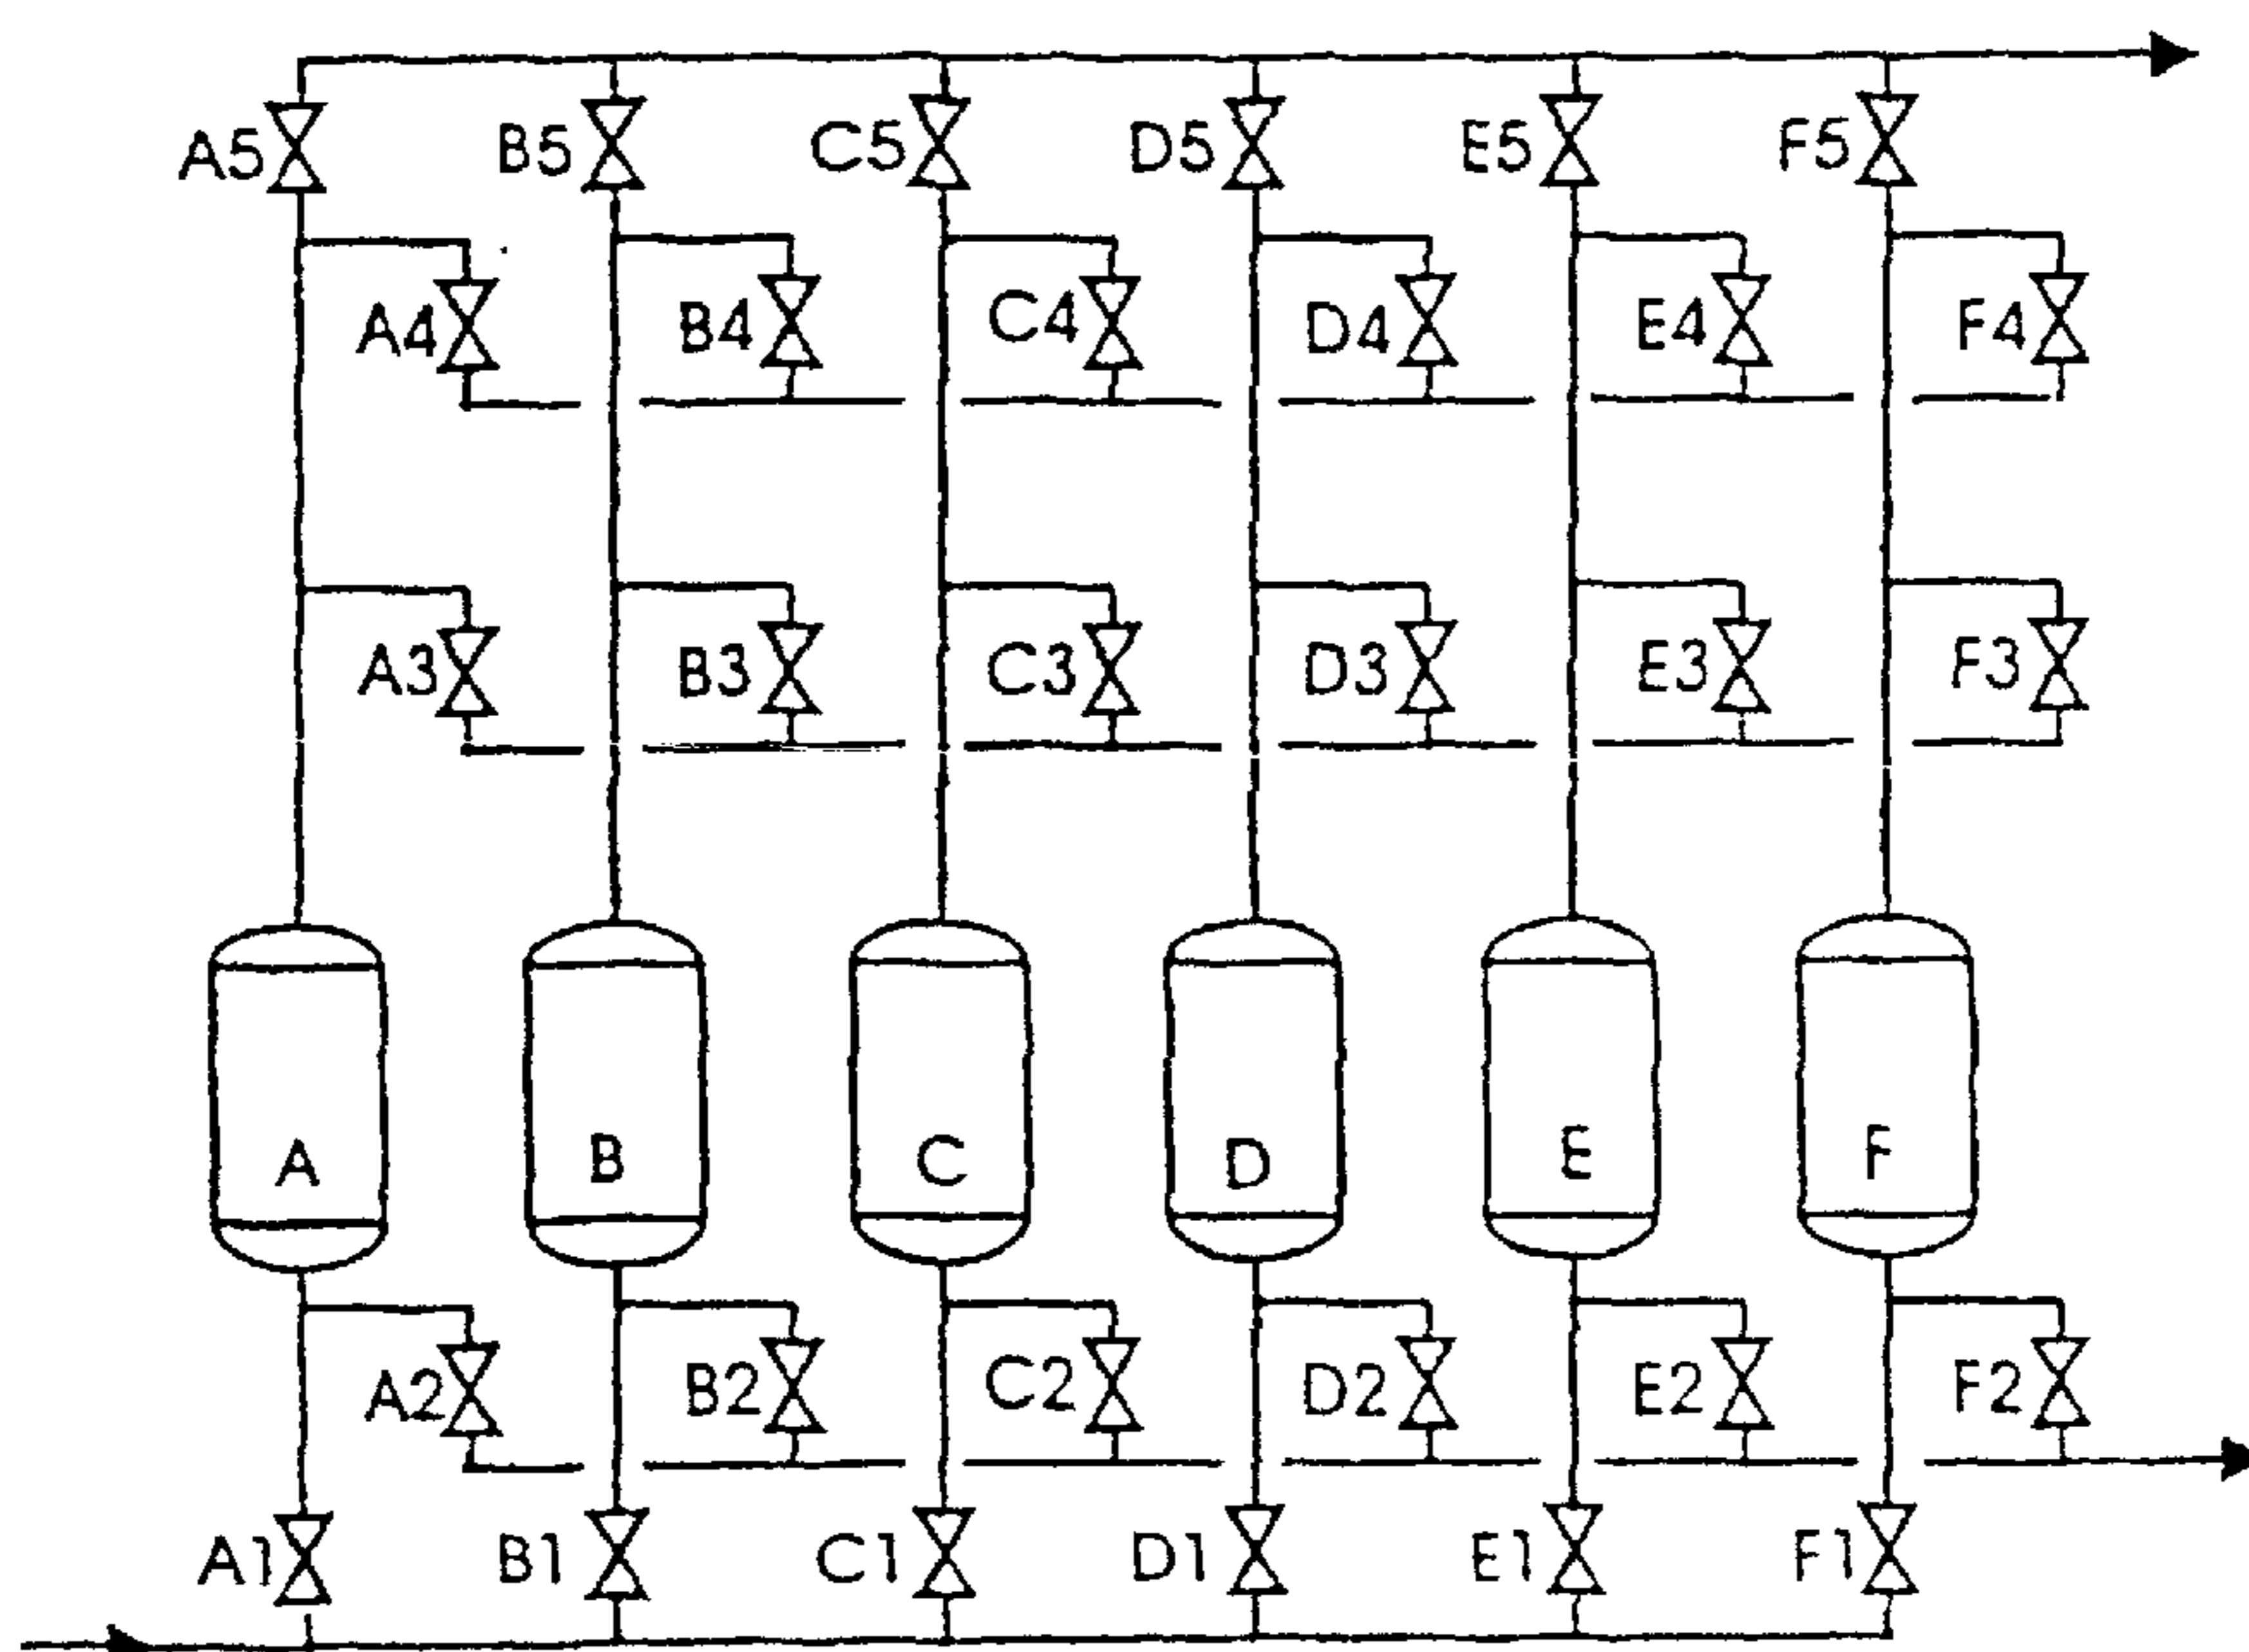 A5 B5 C5 D5 E5 F5
A4 B4 C4 D4 E4 F4
A3 B3 C3 D3 E3 F3
A B C D E F
A2 B2 C2 D2 E2 F2
A1 B1 C1 D1 E1 F1